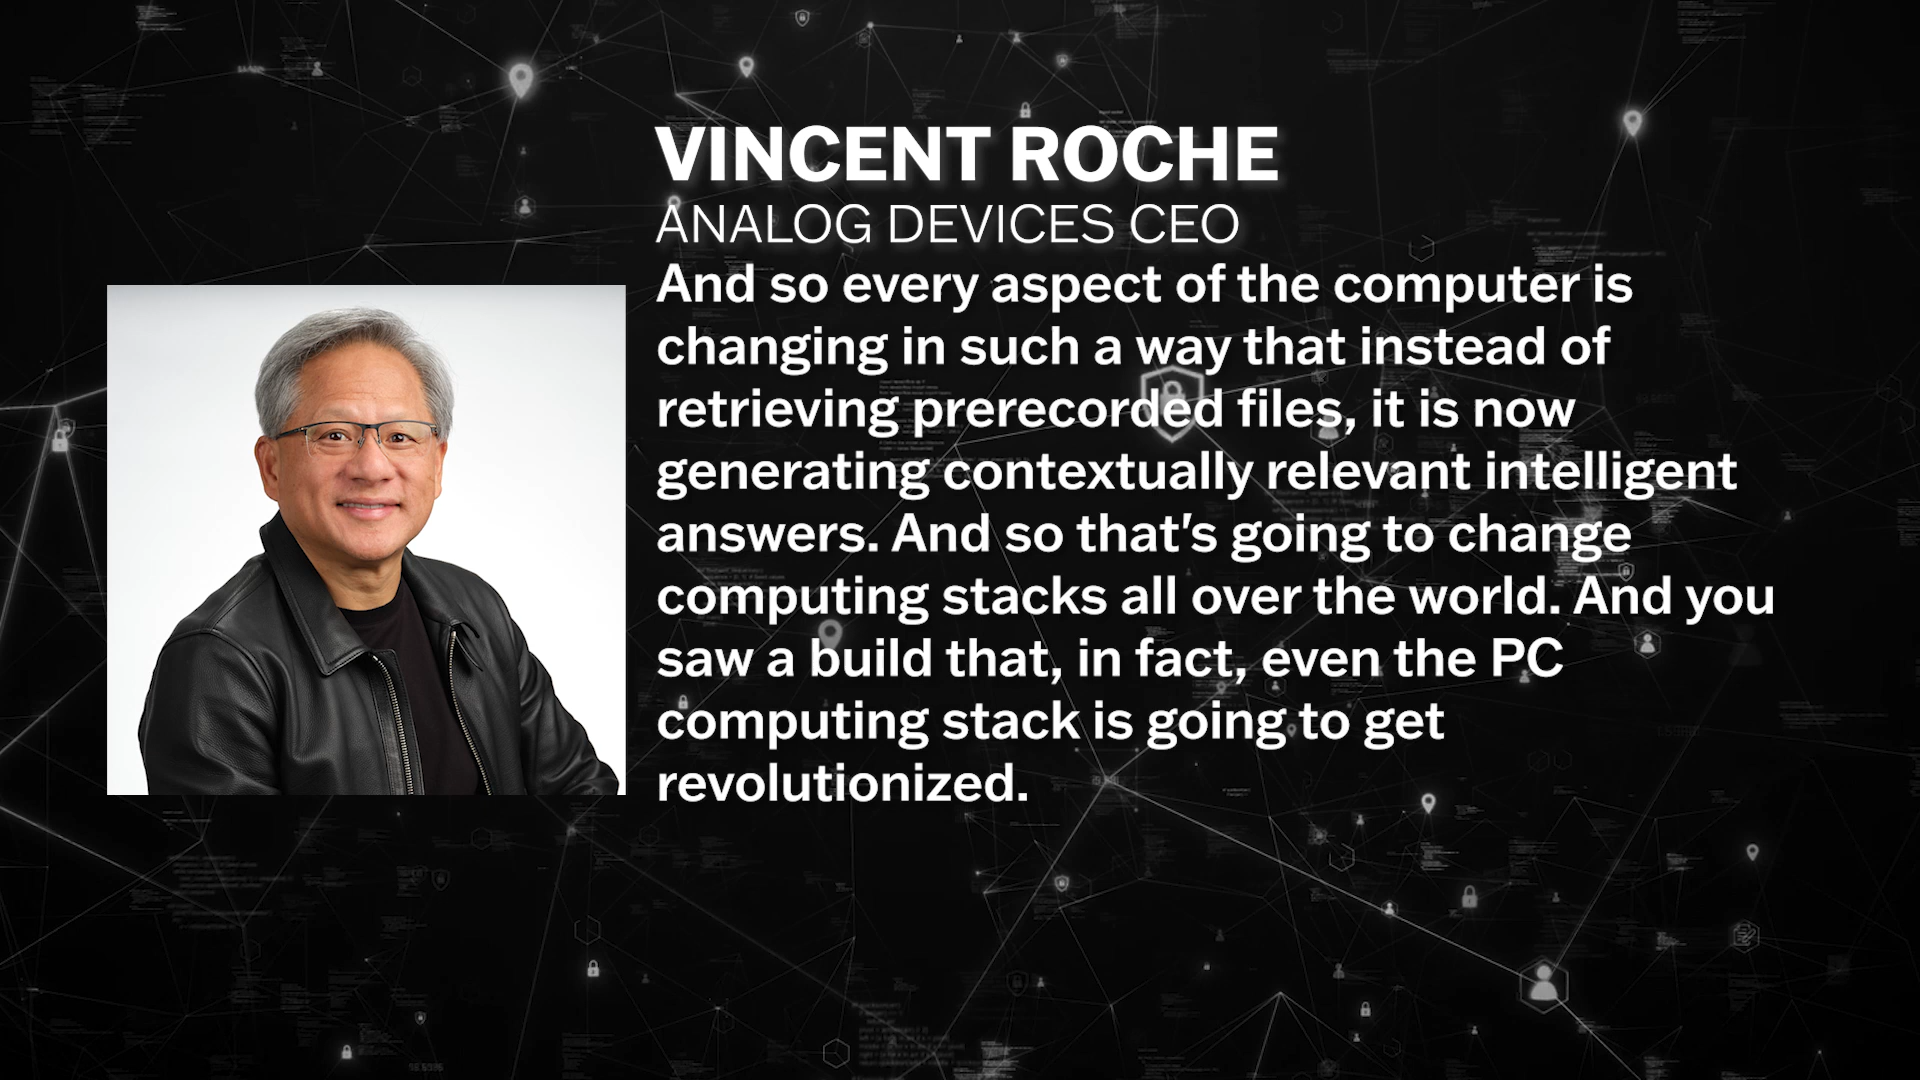 VINCENT ROCHE
ANALOG DEVICES CEO
And so every aspect of the computer is
changing in such a way that instead of
retrieving prerecorded files, it is now
generating contextually relevant intelligent
answers. And so that's going to change
computing stacks all over the world. And you
saw a build that, in fact, even the PC
computing stack is going to get
revolutionized.